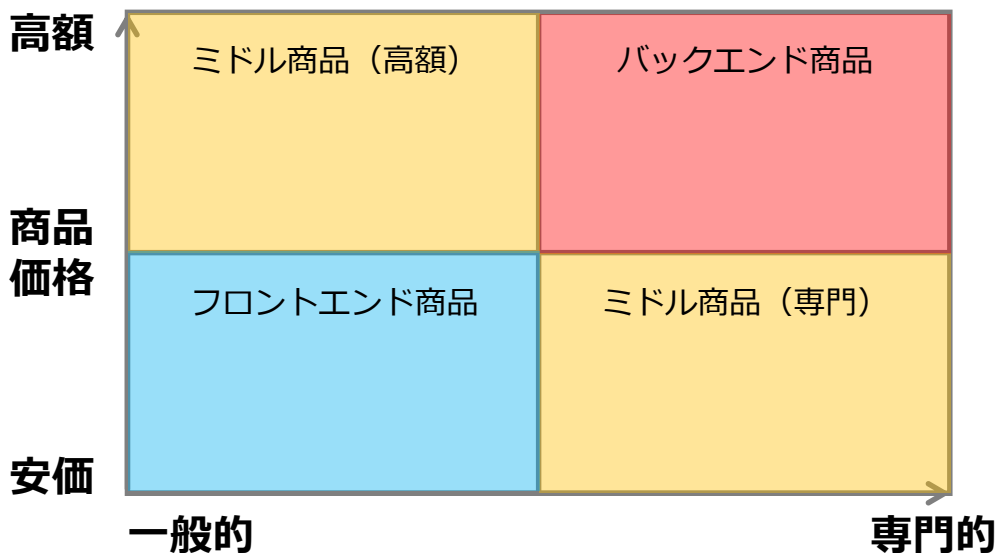 高額
ミドル商品（高額）
バックエンド商品
商品
価格
フロントエンド商品
ミドル商品（専門）
安価
一般的
専門的